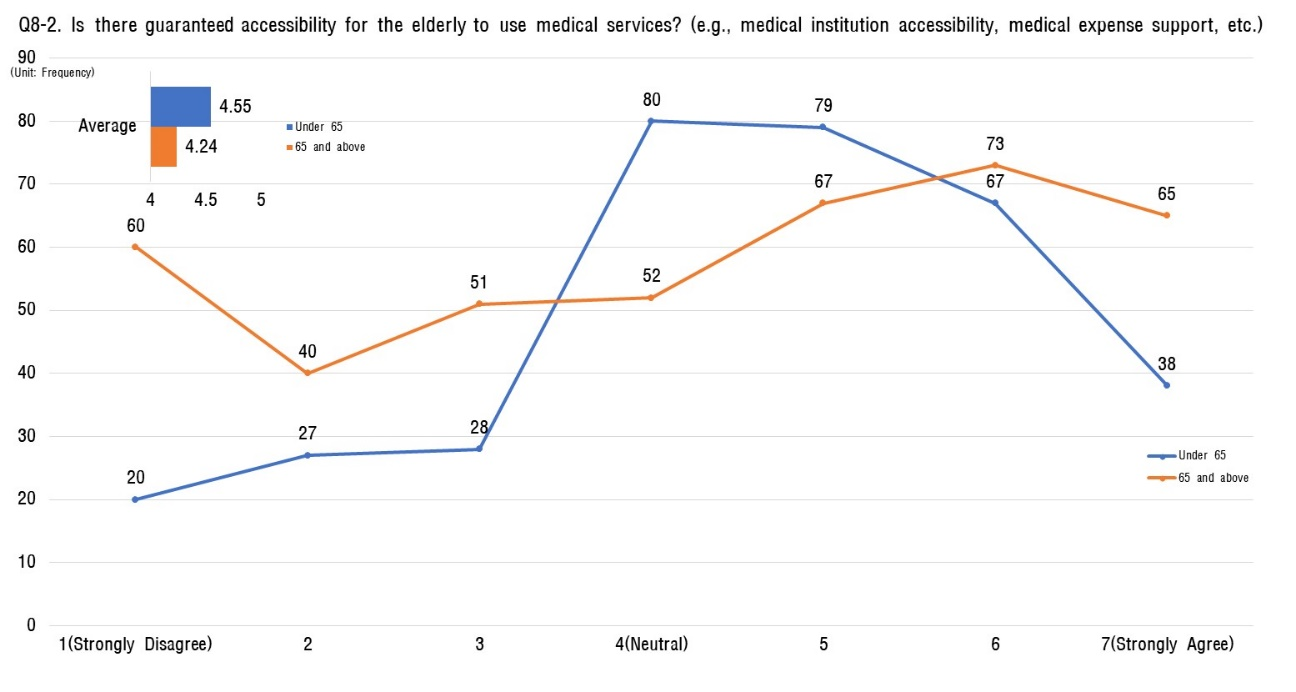 Q8-2. Is there guaranteed accessibility for the elderly to use medical services? (e.g., medical institution accessibility, medical expense support, etc.)
90
(Unit: Frequency)
80
70
60
50
40
30
20
10
0
Average
4.55
4.24
4 4.5 5
Under 65
65 and above
60
40
51
52
67
73
65
20
27
28
80
79
67
38
Under 65
65 and above
1(Strongly Disagree) 2 3 4(Neutral) 5 6 7(Strongly Agree)